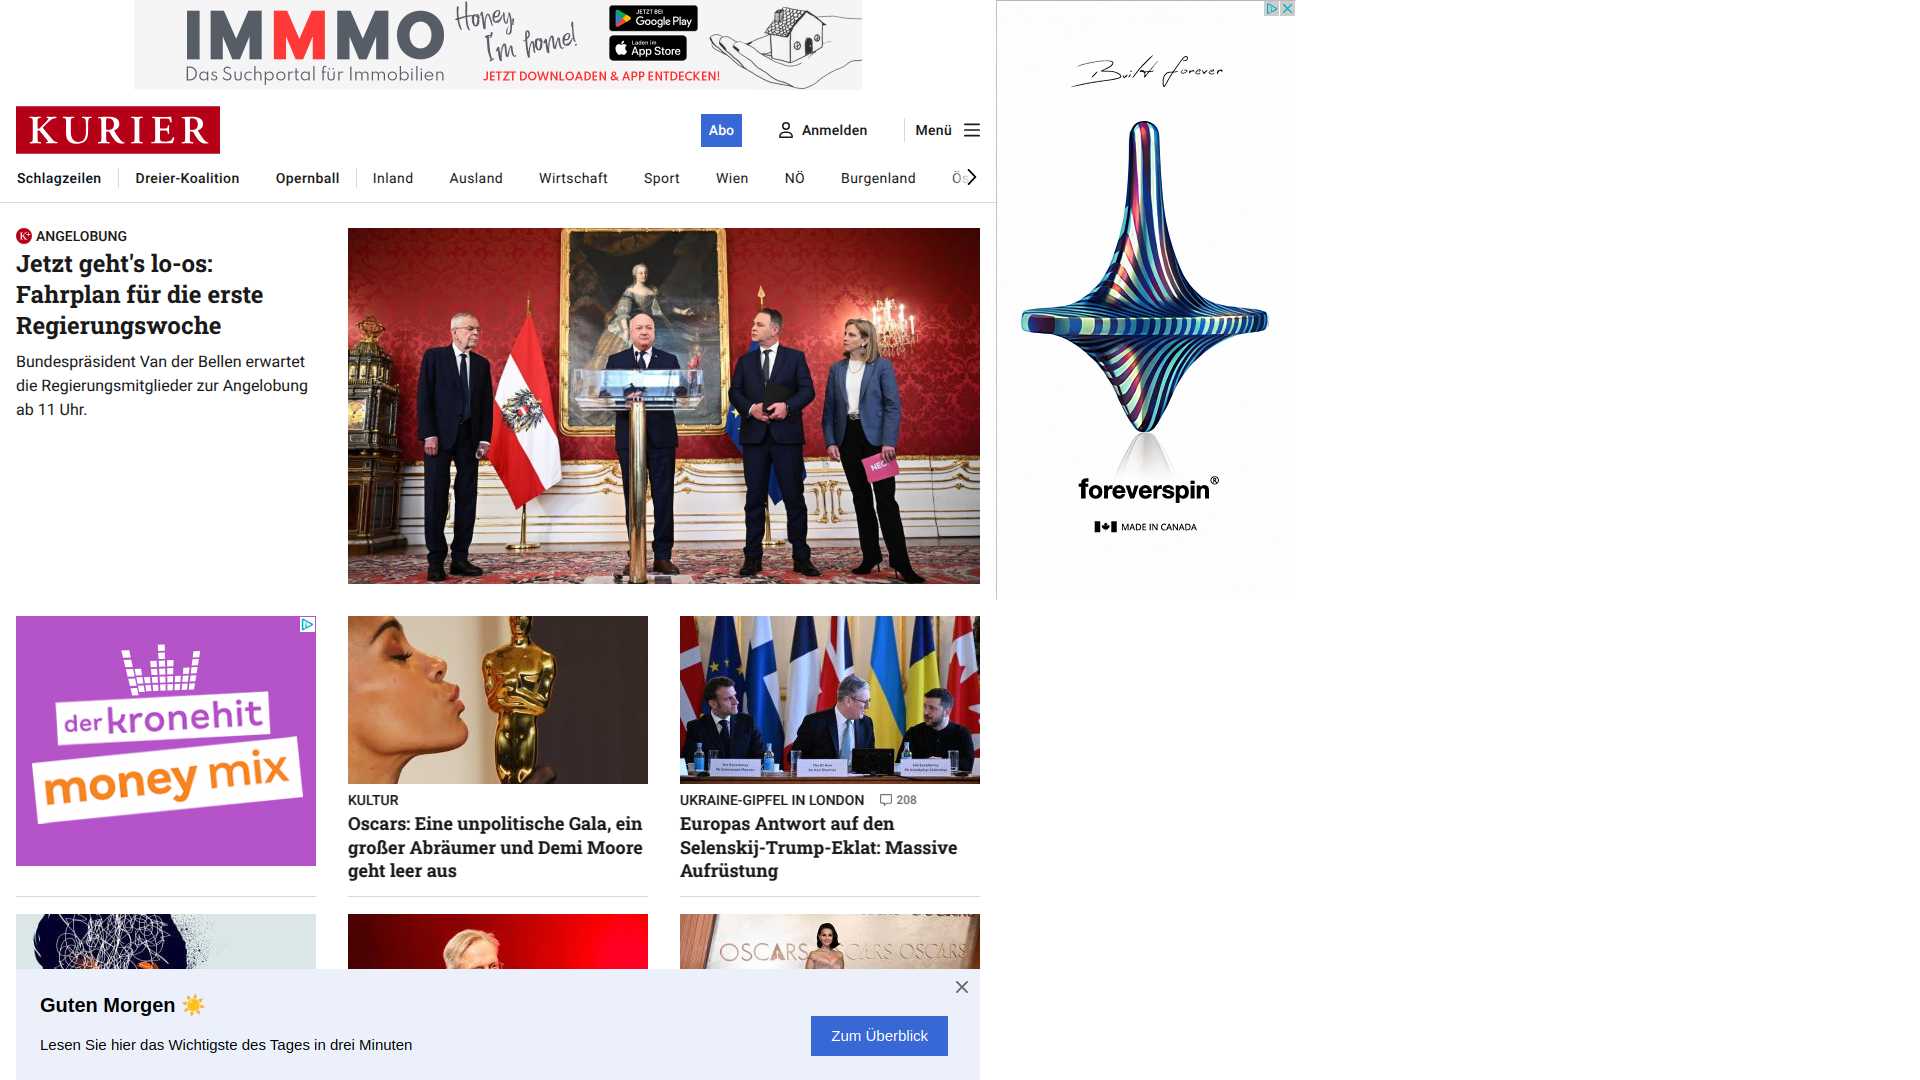 IMMMO
Das Suchportal für Immobilien
Honey, I'm home!
JETZT BEI
Google Play
Laden im
App Store
JETZT DOWNLOADEN & APP ENTDECKEN!
KURIER
Abo
Anmelden
Menü
Schlagzeilen
Dreier-Koalition
Opernball
Inland
Ausland
Wirtschaft
Sport
Wien
NÖ
Burgenland
K+ ANGELOBUNG
Jetzt geht's lo-os:
Fahrplan für die erste
Regierungswoche
Bundespräsident Van der Bellen erwartet
die Regierungsmitglieder zur Angelobung
ab 11 Uhr.
Built forever
foreverspin®
MADE IN CANADA
der kronehit
money mix
KULTUR
Oscars: Eine unpolitische Gala, ein
großer Abräumer und Demi Moore
geht leer aus
UKRAINE-GIPFEL IN LONDON 208
Europas Antwort auf den
Selenskij-Trump-Eklat: Massive
Aufrüstung
OSCARS OSCARS OSCARS
Guten Morgen ☀️
Lesen Sie hier das Wichtigste des Tages in drei Minuten
Zum Überblick